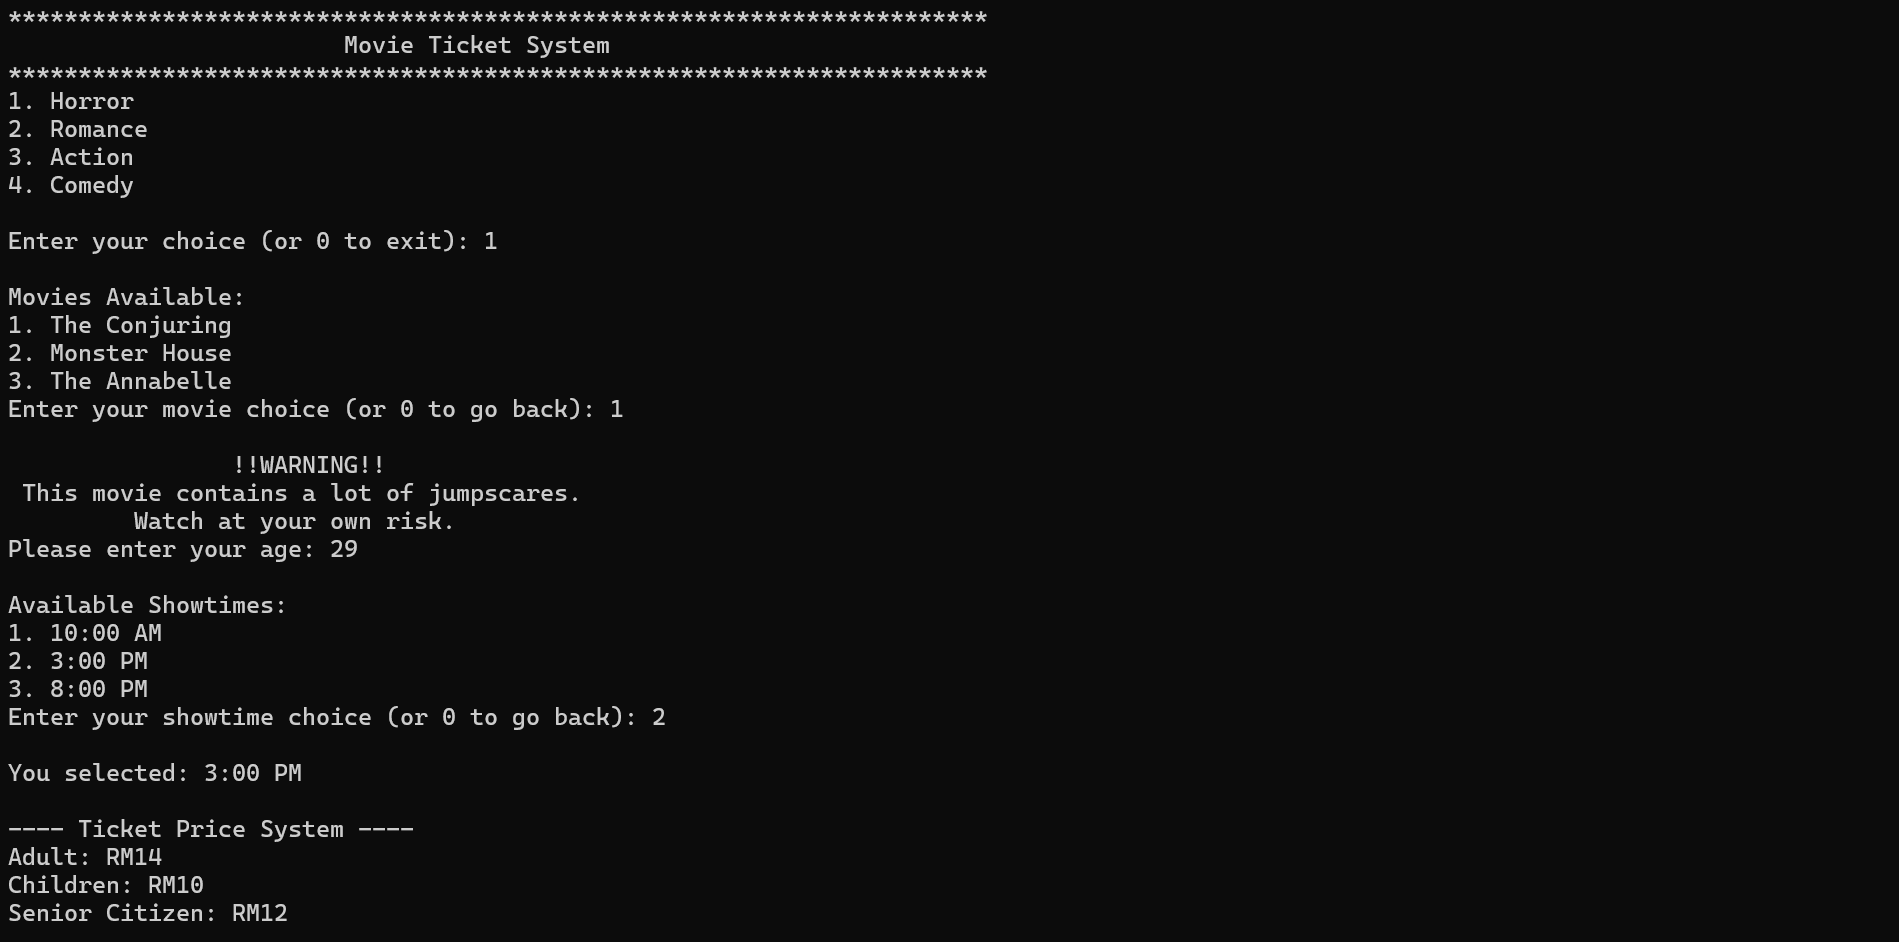 **********************************************************************
Movie Ticket System
**********************************************************************
1. Horror
2. Romance
3. Action
4. Comedy
Enter your choice (or 0 to exit): 1
Movies Available:
1. The Conjuring
2. Monster House
3. The Annabelle
Enter your movie choice (or 0 to go back): 1
!!WARNING!!
This movie contains a lot of jumpscares.
Watch at your own risk.
Please enter your age: 29
Available Showtimes:
1. 10:00 AM
2. 3:00 PM
3. 8:00 PM
Enter your showtime choice (or 0 to go back): 2
You selected: 3:00 PM
---- Ticket Price System ----
Adult: RM14
Children: RM10
Senior Citizen: RM12